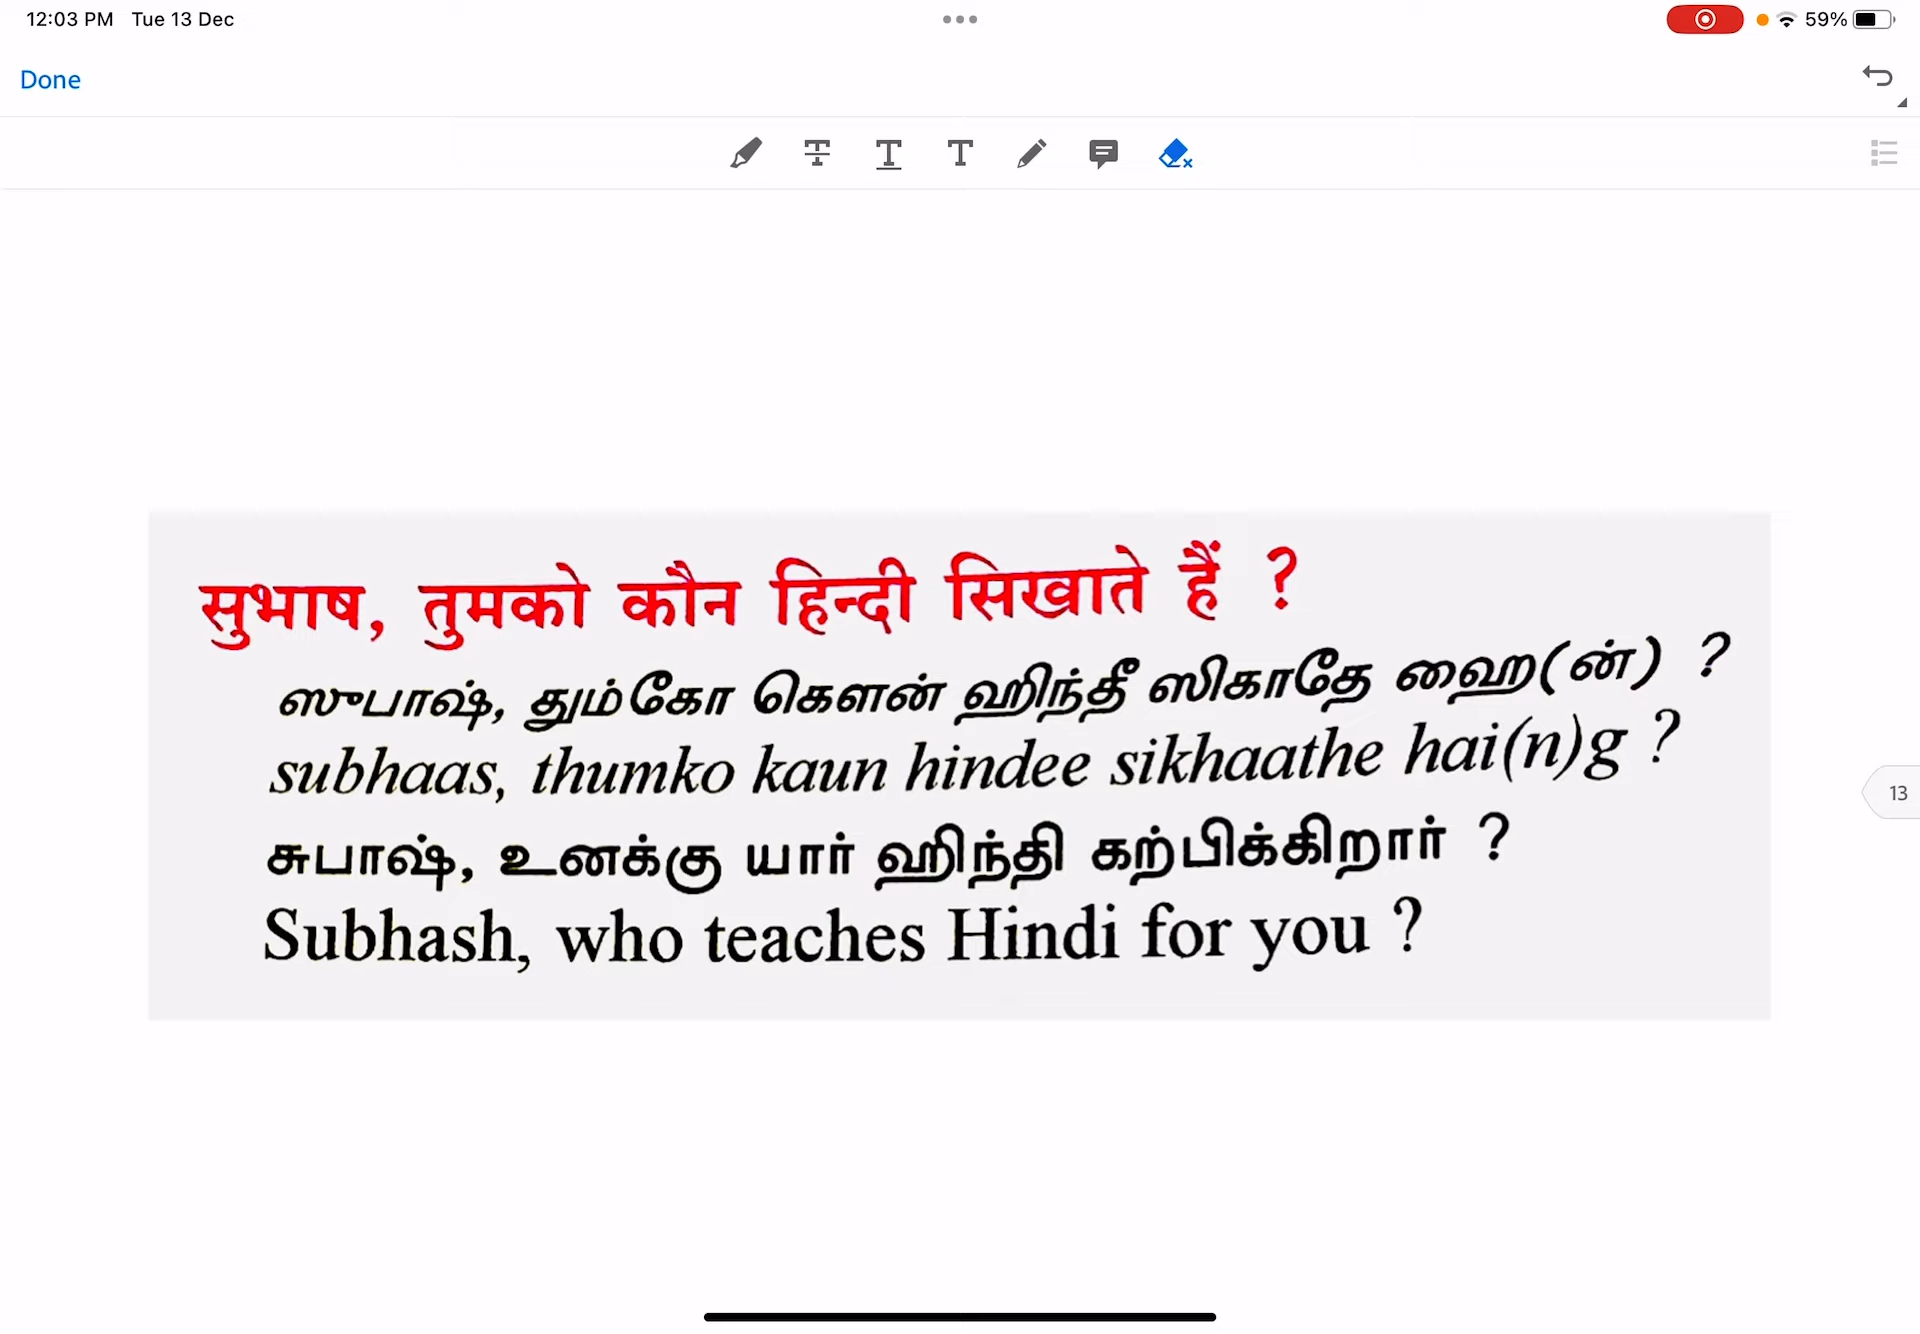 12:03 PM Tue 13 Dec 59%
Done
सुभाष, तुमको कौन हिन्दी सिखाते हैं ?
ஸுபாஷ், தும்கோ கௌன் ஹிந்தீ ஸிகாதே ஹை(ன்) ?
subhaas, thumko kaun hindee sikhaathe hai(n)g ?
சுபாஷ், உனக்கு யார் ஹிந்தி கற்பிக்கிறார் ?
Subhash, who teaches Hindi for you ?
13